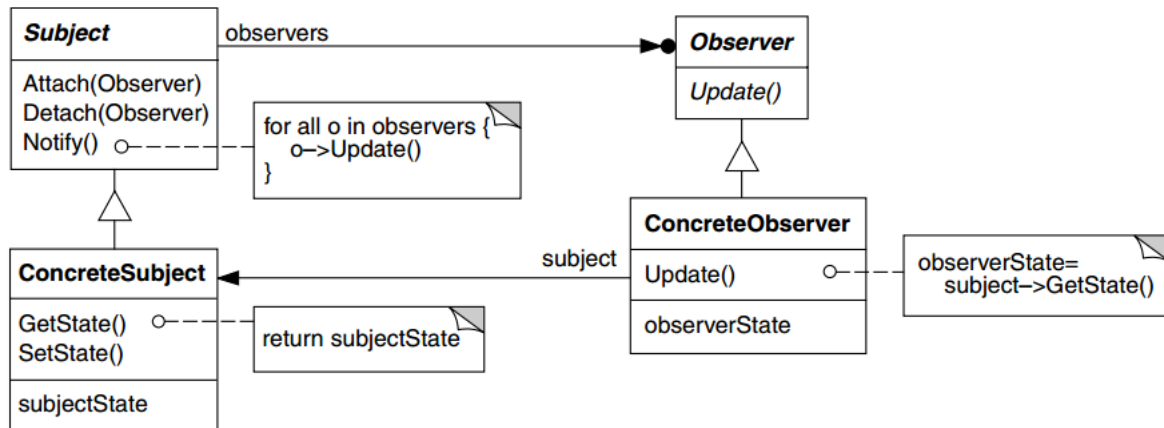 Subject
observers
Observer
Attach(Observer)
Detach(Observer)
Notify()
Update()
for all o in observers {
o–>Update()
}
ConcreteSubject
subject
ConcreteObserver
GetState()
SetState()
return subjectState
Update()
observerState=
subject–>GetState()
subjectState
observerState